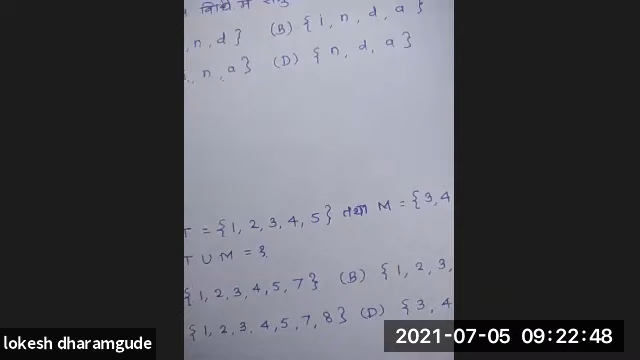 विधि में
, n, d } (B) { i, n, d, a }
, n, a } (D) { n, d, a }
T = { 1, 2, 3, 4, 5 } तथा M = { 3, 4
T U M = ?
{ 1, 2, 3, 4, 5, 7 } (B) { 1, 2, 3,
{ 1, 2, 3, 4, 5, 7, 8 } (D) { 3, 4
lokesh dharamgude
2021-07-05 09:22:48